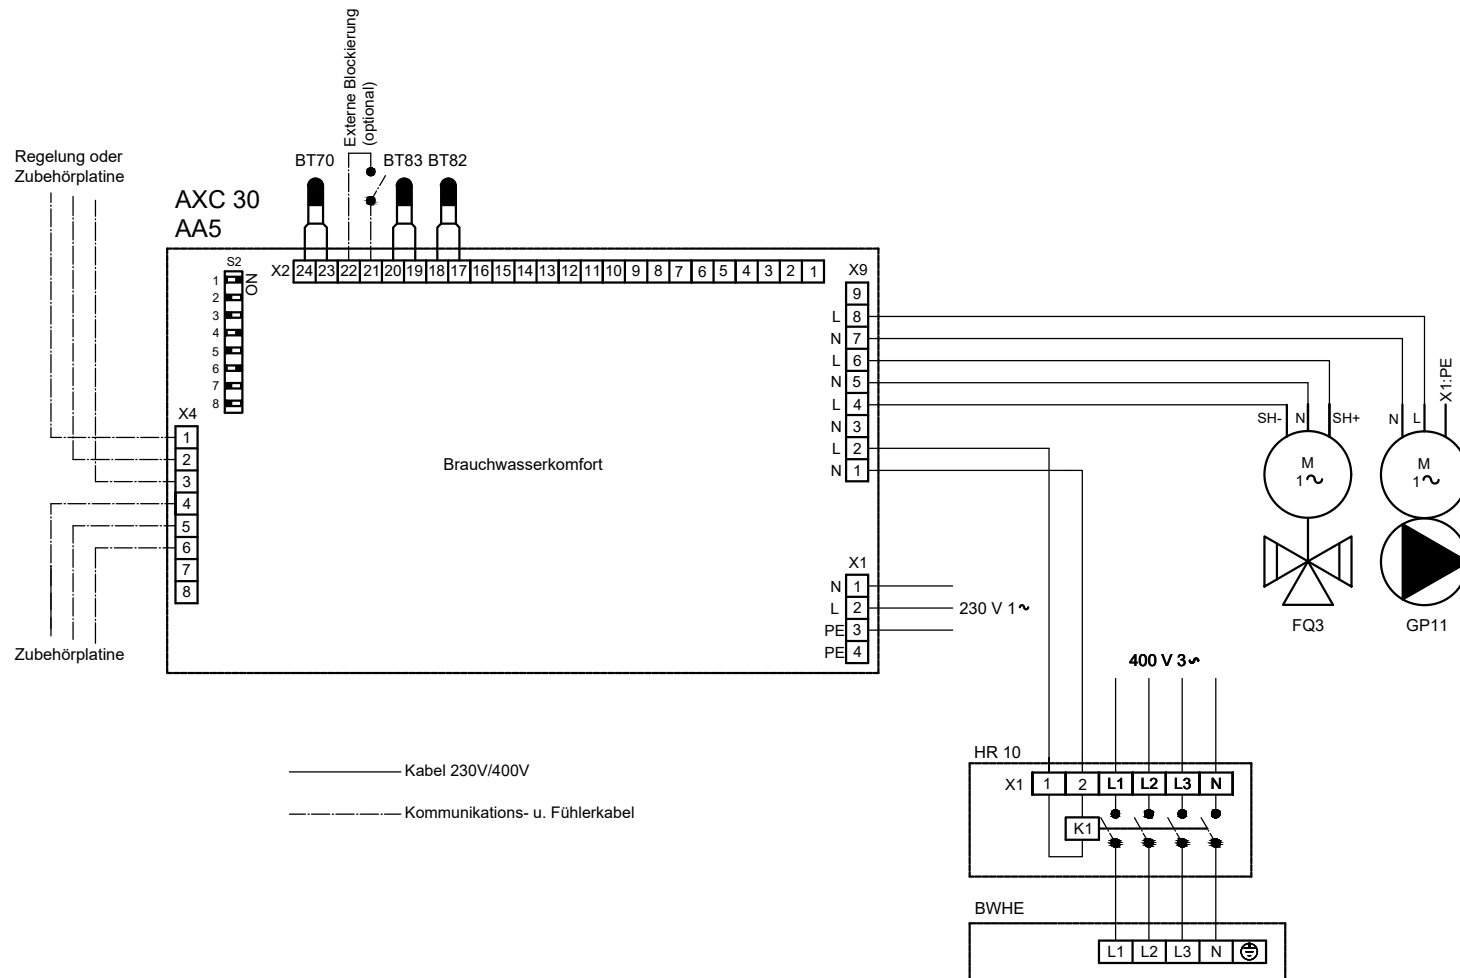 Externe Blockierung
(optional)
Regelung oder
Zubehörplatine
BT70
BT83 BT82
AXC 30
AA5
S2
ON
1
2
3
4
5
6
7
8
X2 24 23 22 21 20 19 18 17 16 15 14 13 12 11 10 9 8 7 6 5 4 3 2 1
X9
9
L 8
N 7
L 6
N 5
L 4
N 3
L 2
N 1
SH- N SH+
N L X1:PE
M
1~
M
1~
FQ3
GP11
X4
1
2
3
4
5
6
7
8
Brauchwasserkomfort
X1
N 1
L 2
PE 3
PE 4
230 V 1~
Zubehörplatine
400 V 3~
Kabel 230V/400V
Kommunikations- u. Fühlerkabel
HR 10
X1 1 2 L1 L2 L3 N
K1
BWHE
L1 L2 L3 N